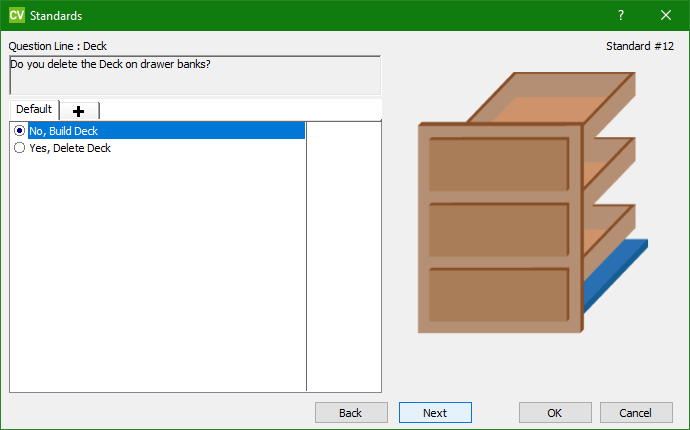 CV Standards
Question Line : Deck
Standard #12
Do you delete the Deck on drawer banks?
Default
No, Build Deck
Yes, Delete Deck
Back
Next
OK
Cancel